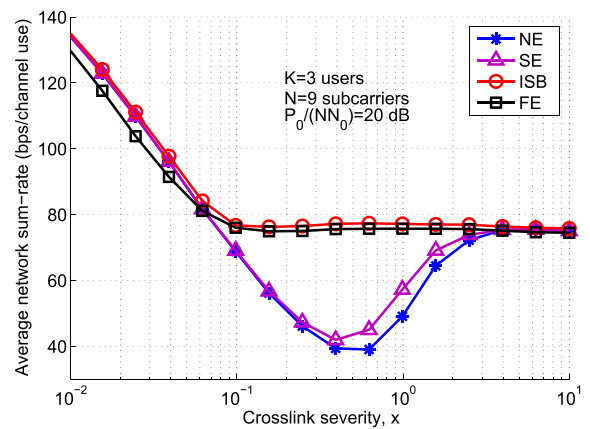 140
120
100
80
60
40
Average network sum−rate (bps/channel use)
K=3 users
N=9 subcarriers
P₀/(NN₀)=20 dB
NE
SE
ISB
FE
10⁻² 10⁻¹ 10⁰ 10¹
Crosslink severity, x